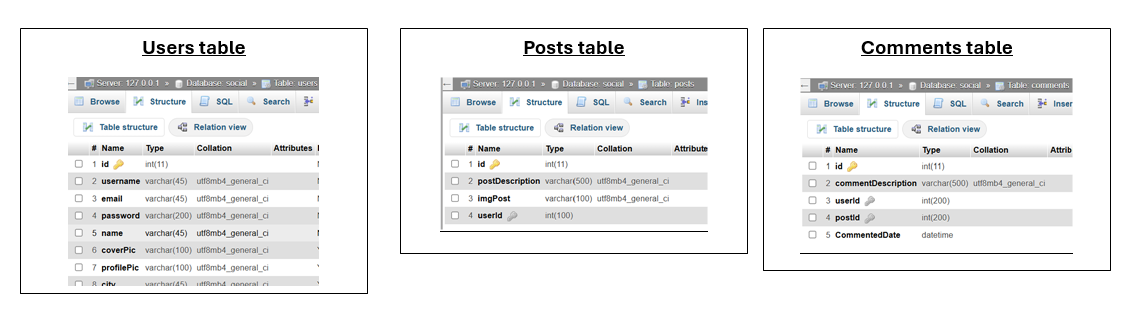 Users table
Server: 127.0.0.1 » Database: social » Table: users
Browse Structure SQL Search
Table structure Relation view
# Name Type Collation Attributes
1 id int(11)
2 username varchar(45) utf8mb4_general_ci
3 email varchar(45) utf8mb4_general_ci
4 password varchar(200) utf8mb4_general_ci
5 name varchar(45) utf8mb4_general_ci
6 coverPic varchar(100) utf8mb4_general_ci
7 profilePic varchar(100) utf8mb4_general_ci
8 city varchar(45) utf8mb4_general_ci
Posts table
Server: 127.0.0.1 » Database: social » Table: posts
Browse Structure SQL Search Ins
Table structure Relation view
# Name Type Collation Attribute
1 id int(11)
2 postDescription varchar(500) utf8mb4_general_ci
3 imgPost varchar(100) utf8mb4_general_ci
4 userId int(100)
Comments table
Server: 127.0.0.1 » Database: social » Table: comments
Browse Structure SQL Search Inser
Table structure Relation view
# Name Type Collation Attrib
1 id int(11)
2 commentDescription varchar(500) utf8mb4_general_ci
3 userId int(200)
4 postId int(200)
5 CommentedDate datetime